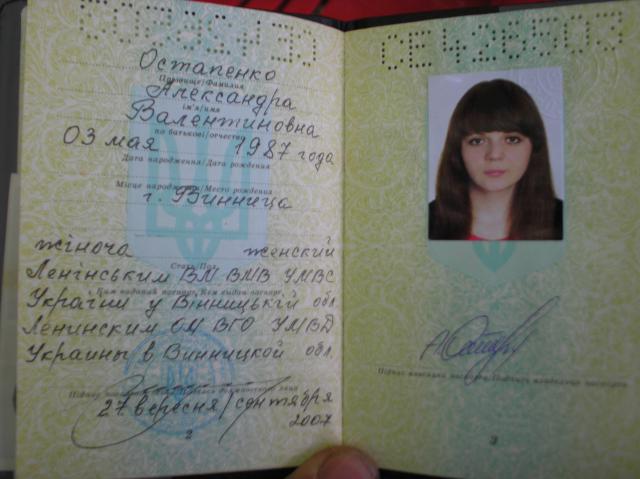 Остапенко
Прізвище/Фамилия
Александра
ім'я/имя
Валентиновна
по батькові/отчество
03 мая 1987 года
Дата народження/Дата рождения
Місце народження/Место рождения
г. Винница
жіноча женский
Стать/Пол
Ленінським ВМ ВМВ УМВС
Ким виданий паспорт/Кем выдан паспорт
України у Вінницькій обл
Ленинским ОМ ВГО УМВД
Украины в Винницкой обл.
27 вересня/сентября
2007
2
Підпис власника паспорта/Подпись владельца паспорта
3